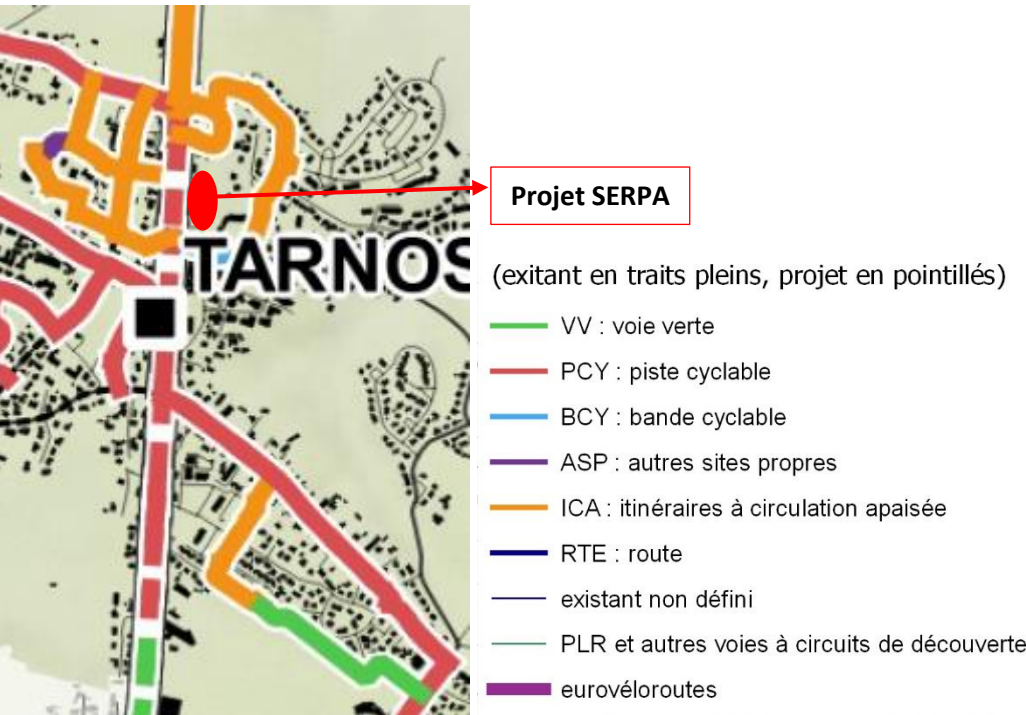 Projet SERPA
TARNOS
(exitant en traits pleins, projet en pointillés)
VV : voie verte
PCY : piste cyclable
BCY : bande cyclable
ASP : autres sites propres
ICA : itinéraires à circulation apaisée
RTE : route
existant non défini
PLR et autres voies à circuits de découverte
eurovéloroutes